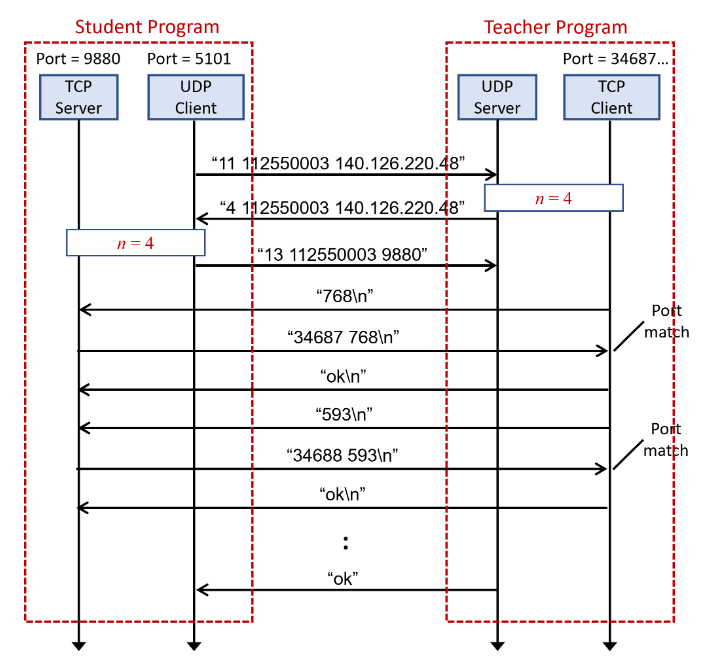 Student Program
Teacher Program
Port = 9880
Port = 5101
Port = 34687...
TCP
Server
UDP
Client
UDP
Server
TCP
Client
“11 112550003 140.126.220.48”
n = 4
“4 112550003 140.126.220.48”
n = 4
“13 112550003 9880”
“768\n”
Port
match
“34687 768\n”
“ok\n”
“593\n”
Port
match
“34688 593\n”
“ok\n”
:
“ok”